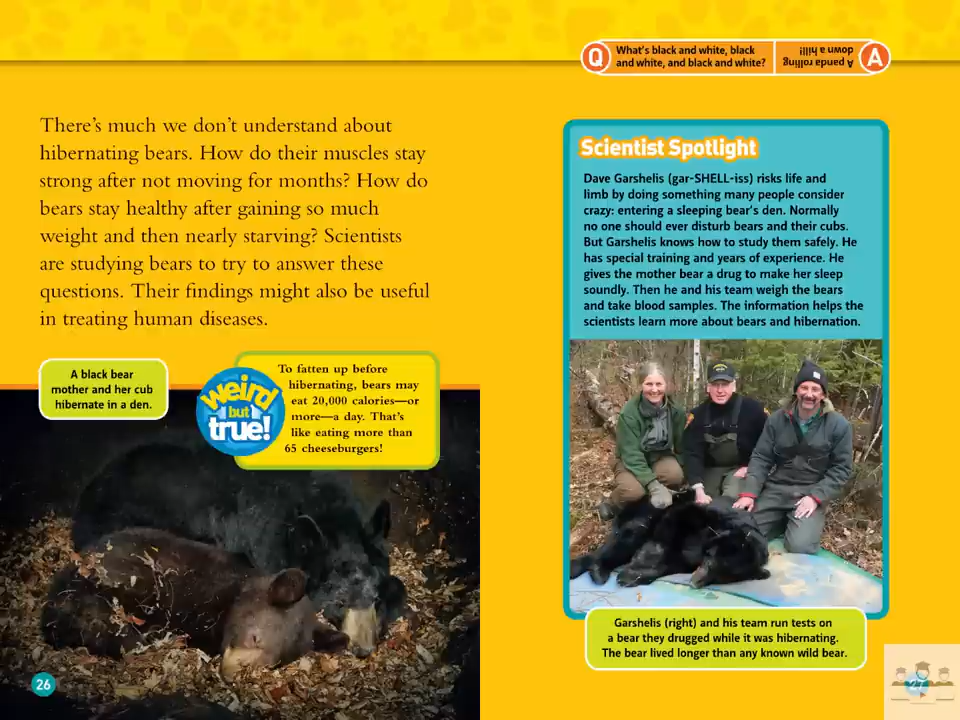 Q
What's black and white, black
and white, and black and white?
A panda rolling
down a hill!
A
There's much we don't understand about
hibernating bears. How do their muscles stay
strong after not moving for months? How do
bears stay healthy after gaining so much
weight and then nearly starving? Scientists
are studying bears to try to answer these
questions. Their findings might also be useful
in treating human diseases.
A black bear
mother and her cub
hibernate in a den.
weird
but
true!
To fatten up before
hibernating, bears may
eat 20,000 calories—or
more—a day. That's
like eating more than
65 cheeseburgers!
26
Scientist Spotlight
Dave Garshelis (gar-SHELL-iss) risks life and
limb by doing something many people consider
crazy: entering a sleeping bear's den. Normally
no one should ever disturb bears and their cubs.
But Garshelis knows how to study them safely. He
has special training and years of experience. He
gives the mother bear a drug to make her sleep
soundly. Then he and his team weigh the bears
and take blood samples. The information helps the
scientists learn more about bears and hibernation.
Garshelis (right) and his team run tests on
a bear they drugged while it was hibernating.
The bear lived longer than any known wild bear.